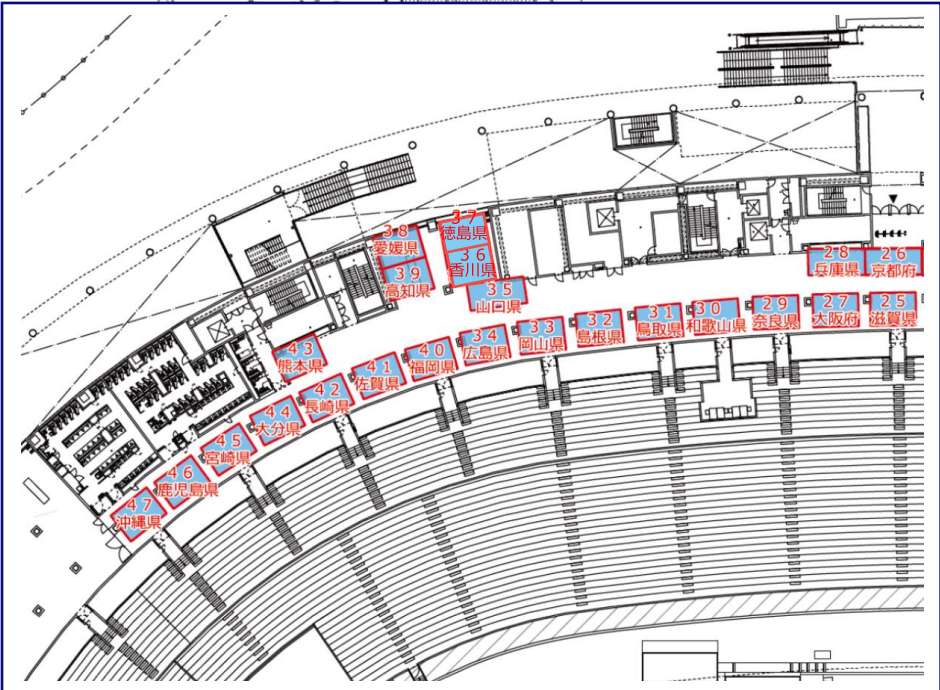 ３８
愛媛県
３９
高知県
３７
徳島県
３６
香川県
３５
山口県
２８
兵庫県
２６
京都府
４３
熊本県
４７
沖縄県
４６
鹿児島県
４５
宮崎県
４４
大分県
４２
長崎県
４１
佐賀県
４０
福岡県
３４
広島県
３３
岡山県
３２
島根県
３１
鳥取県
３０
和歌山県
２９
奈良県
２７
大阪府
２５
滋賀県